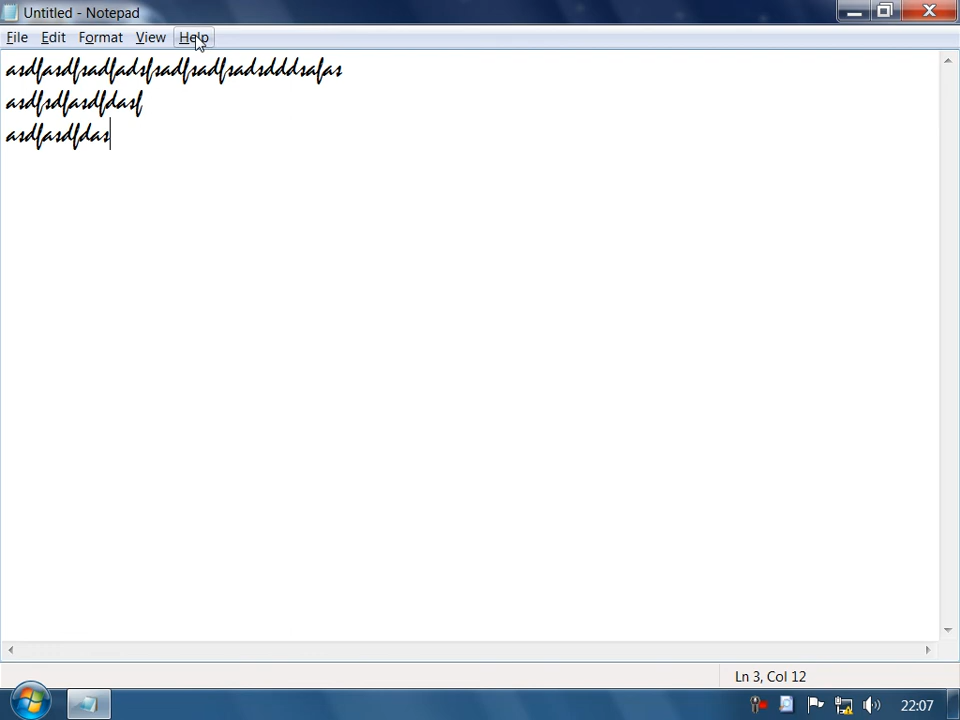 Untitled - Notepad
File Edit Format View Help
asdfasdfsadfadsfsadfsadfsadsdddsafas
asdfsdfasdfdasf
asdfasdfdas
Ln 3, Col 12
22:07